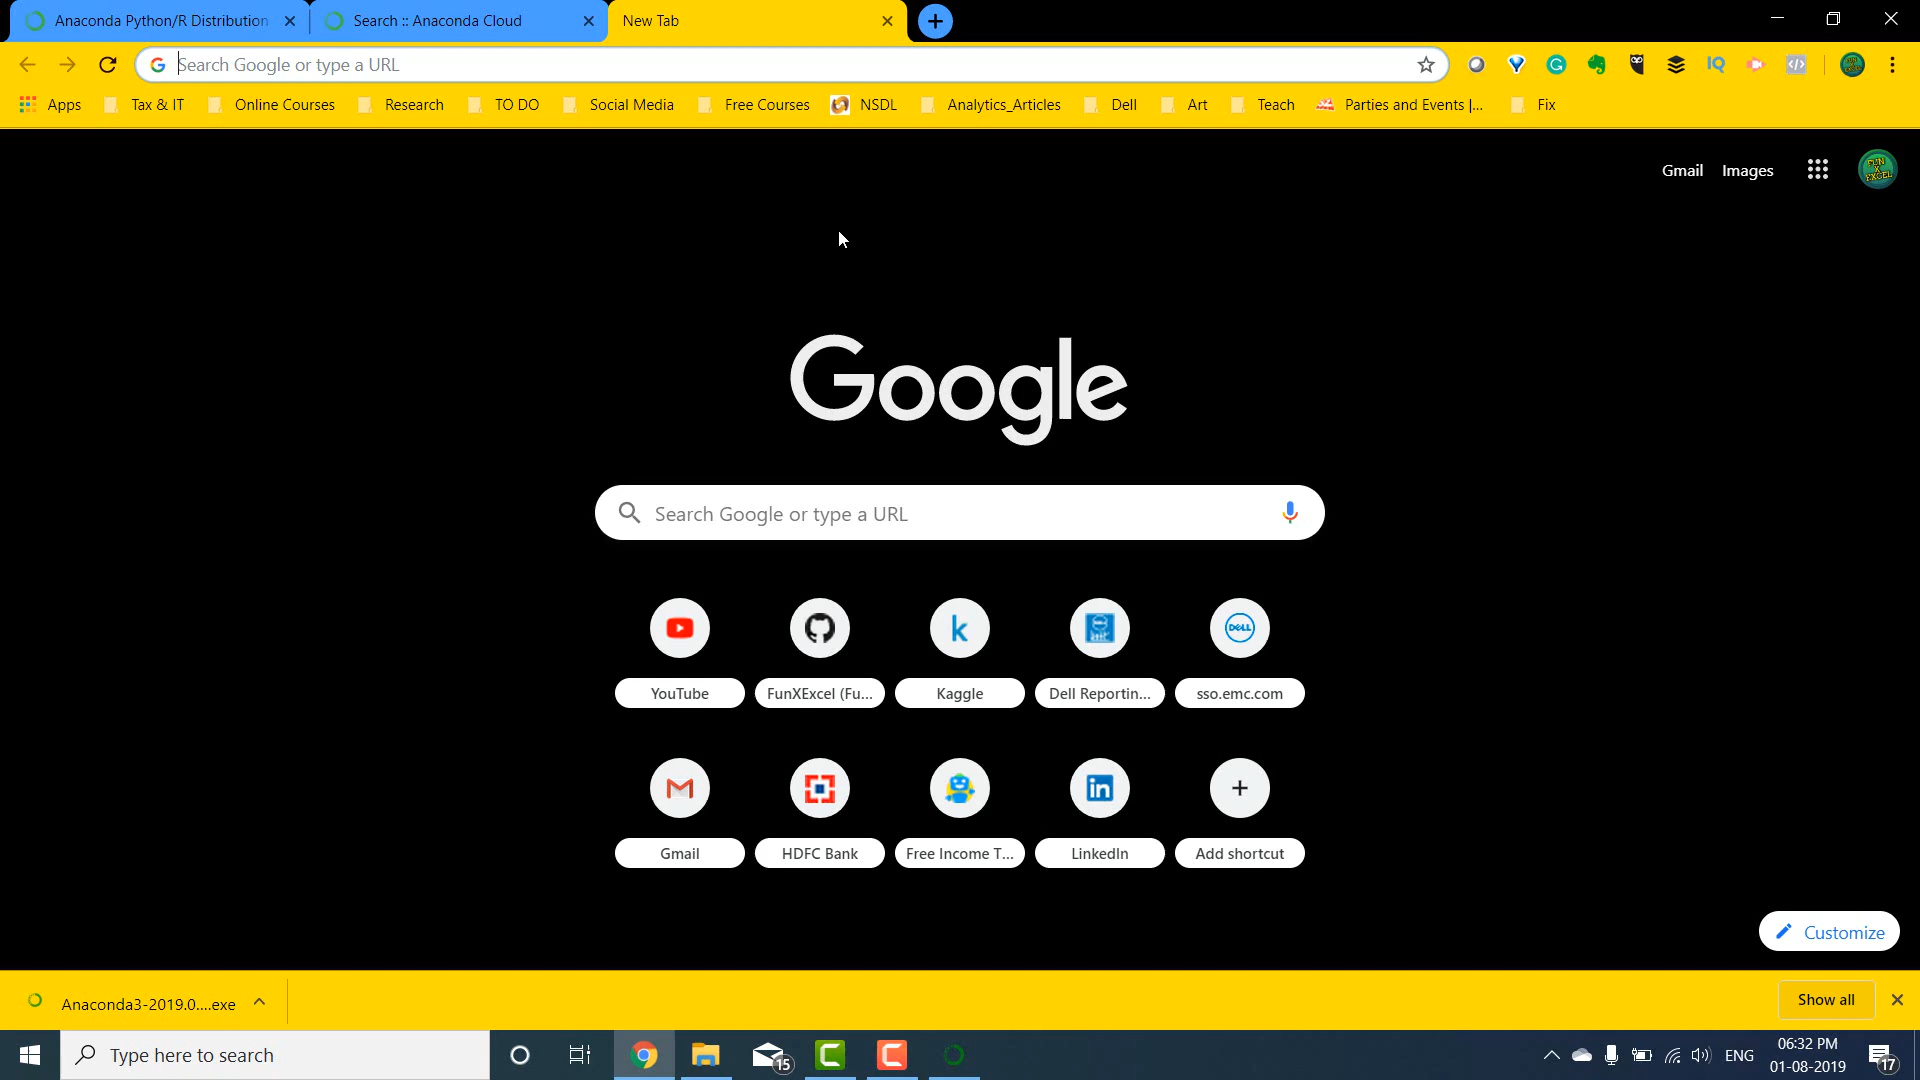 Anaconda Python/R Distribution
Search :: Anaconda Cloud
New Tab
Search Google or type a URL
Apps
Tax & IT
Online Courses
Research
TO DO
Social Media
Free Courses
NSDL
Analytics_Articles
Dell
Art
Teach
Parties and Events |...
Fix
Gmail
Images
FUN X EXCEL
Google
Search Google or type a URL
YouTube
FunXExcel (Fu...
Kaggle
Dell Reportin...
sso.emc.com
Gmail
HDFC Bank
Free Income T...
LinkedIn
Add shortcut
Customize
Anaconda3-2019.0....exe
Show all
Type here to search
15
ENG
06:32 PM
01-08-2019
17